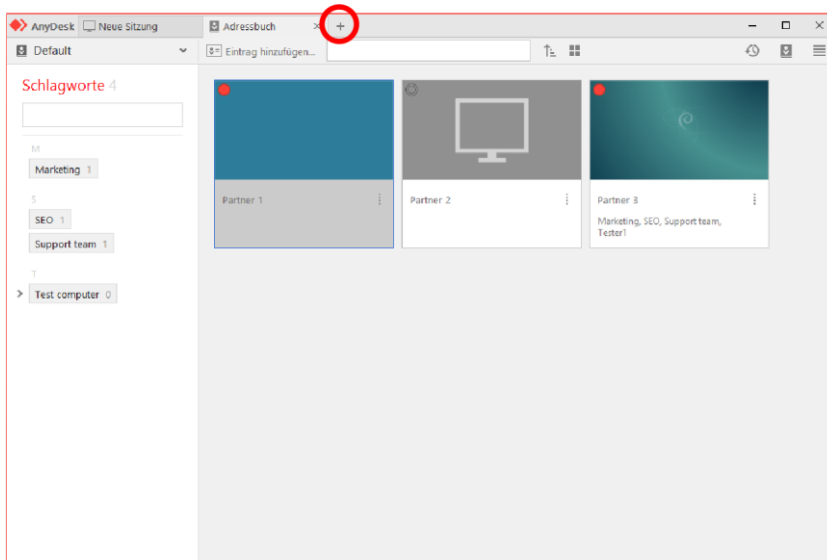 AnyDesk Neue Sitzung Adressbuch
Default Eintrag hinzufügen...
Schlagworte 4
M
Marketing 1
S
SEO 1
Support team 1
T
Test computer 0
Partner 1
Partner 2
Partner 3
Marketing, SEO, Support team,
Tester1